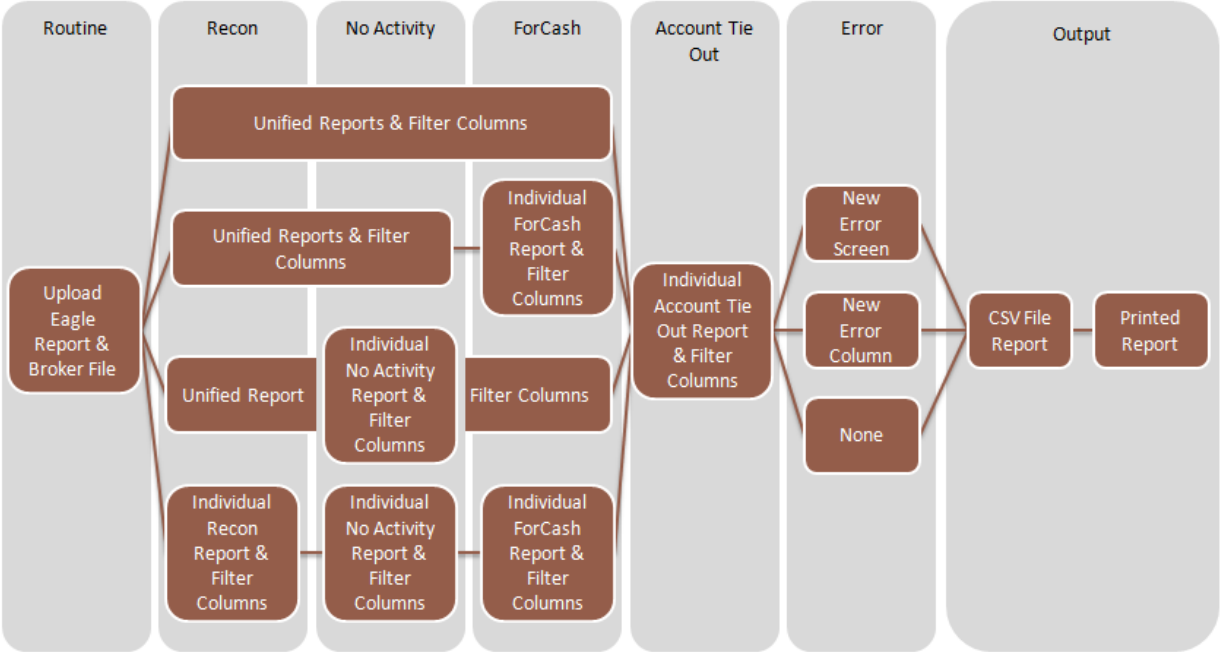 Routine
Recon
No Activity
ForCash
Account Tie
Out
Error
Output
Unified Reports & Filter Columns
Unified Reports & Filter
Columns
Individual
ForCash
Report &
Filter
Columns
Upload
Eagle
Report &
Broker File
Unified Report
Individual
No Activity
Report &
Filter
Columns
Filter Columns
Individual
Recon
Report &
Filter
Columns
Individual
No Activity
Report &
Filter
Columns
Individual
ForCash
Report &
Filter
Columns
Individual
Account Tie
Out Report
& Filter
Columns
New
Error
Screen
New
Error
Column
None
CSV File
Report
Printed
Report